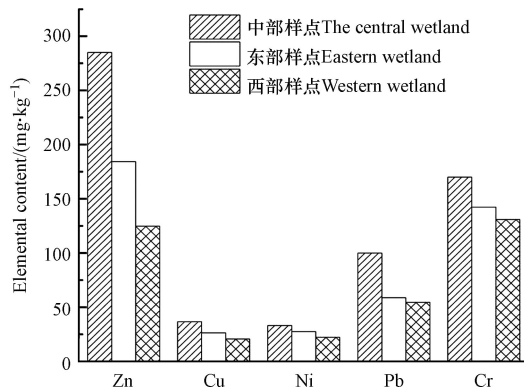 中部样点The central wetland
东部样点Eastern wetland
西部样点Western wetland
Elemental content/(mg·kg⁻¹)
300
250
200
150
100
50
0
Zn Cu Ni Pb Cr